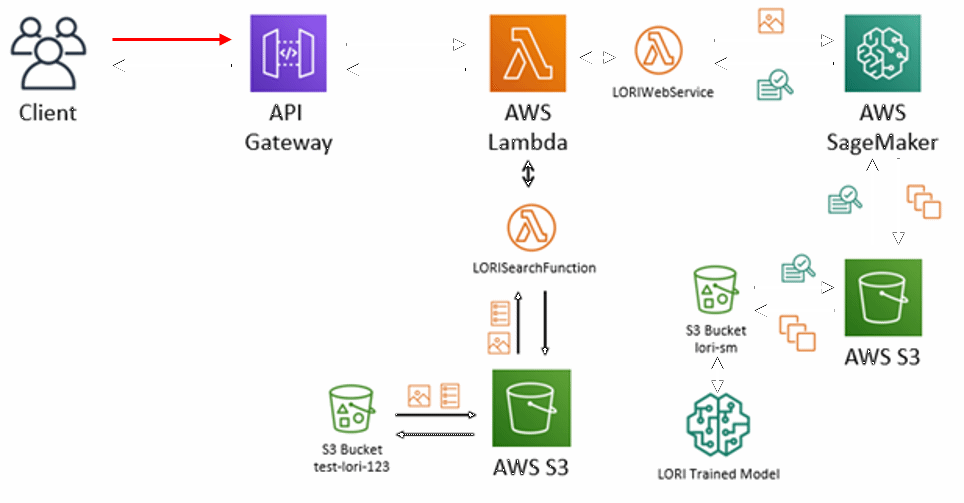 Client
API
Gateway
AWS
Lambda
LORIWebService
AWS
SageMaker
LORISearchFunction
S3 Bucket
lori-sm
AWS S3
S3 Bucket
test-lori-123
AWS S3
LORI Trained Model